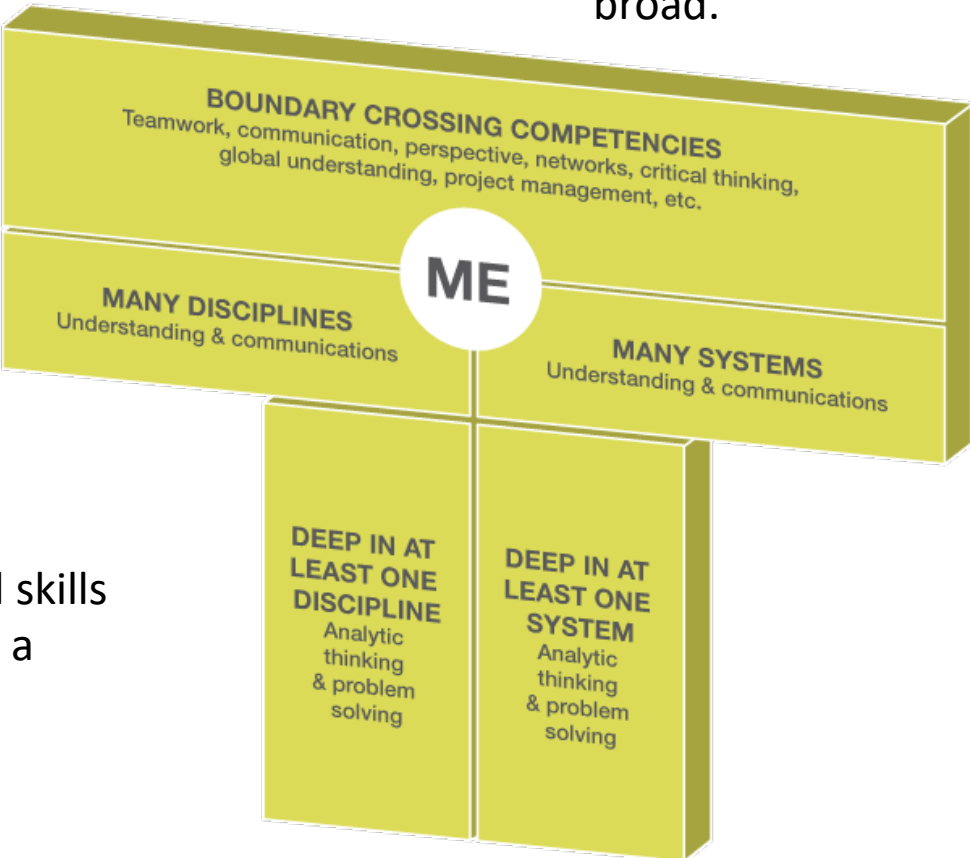 broad.
BOUNDARY CROSSING COMPETENCIES
Teamwork, communication, perspective, networks, critical thinking,
global understanding, project management, etc.
ME
MANY DISCIPLINES
Understanding & communications
MANY SYSTEMS
Understanding & communications
DEEP IN AT
LEAST ONE
DISCIPLINE
Analytic
thinking
& problem
solving
DEEP IN AT
LEAST ONE
SYSTEM
Analytic
thinking
& problem
solving
skills
a